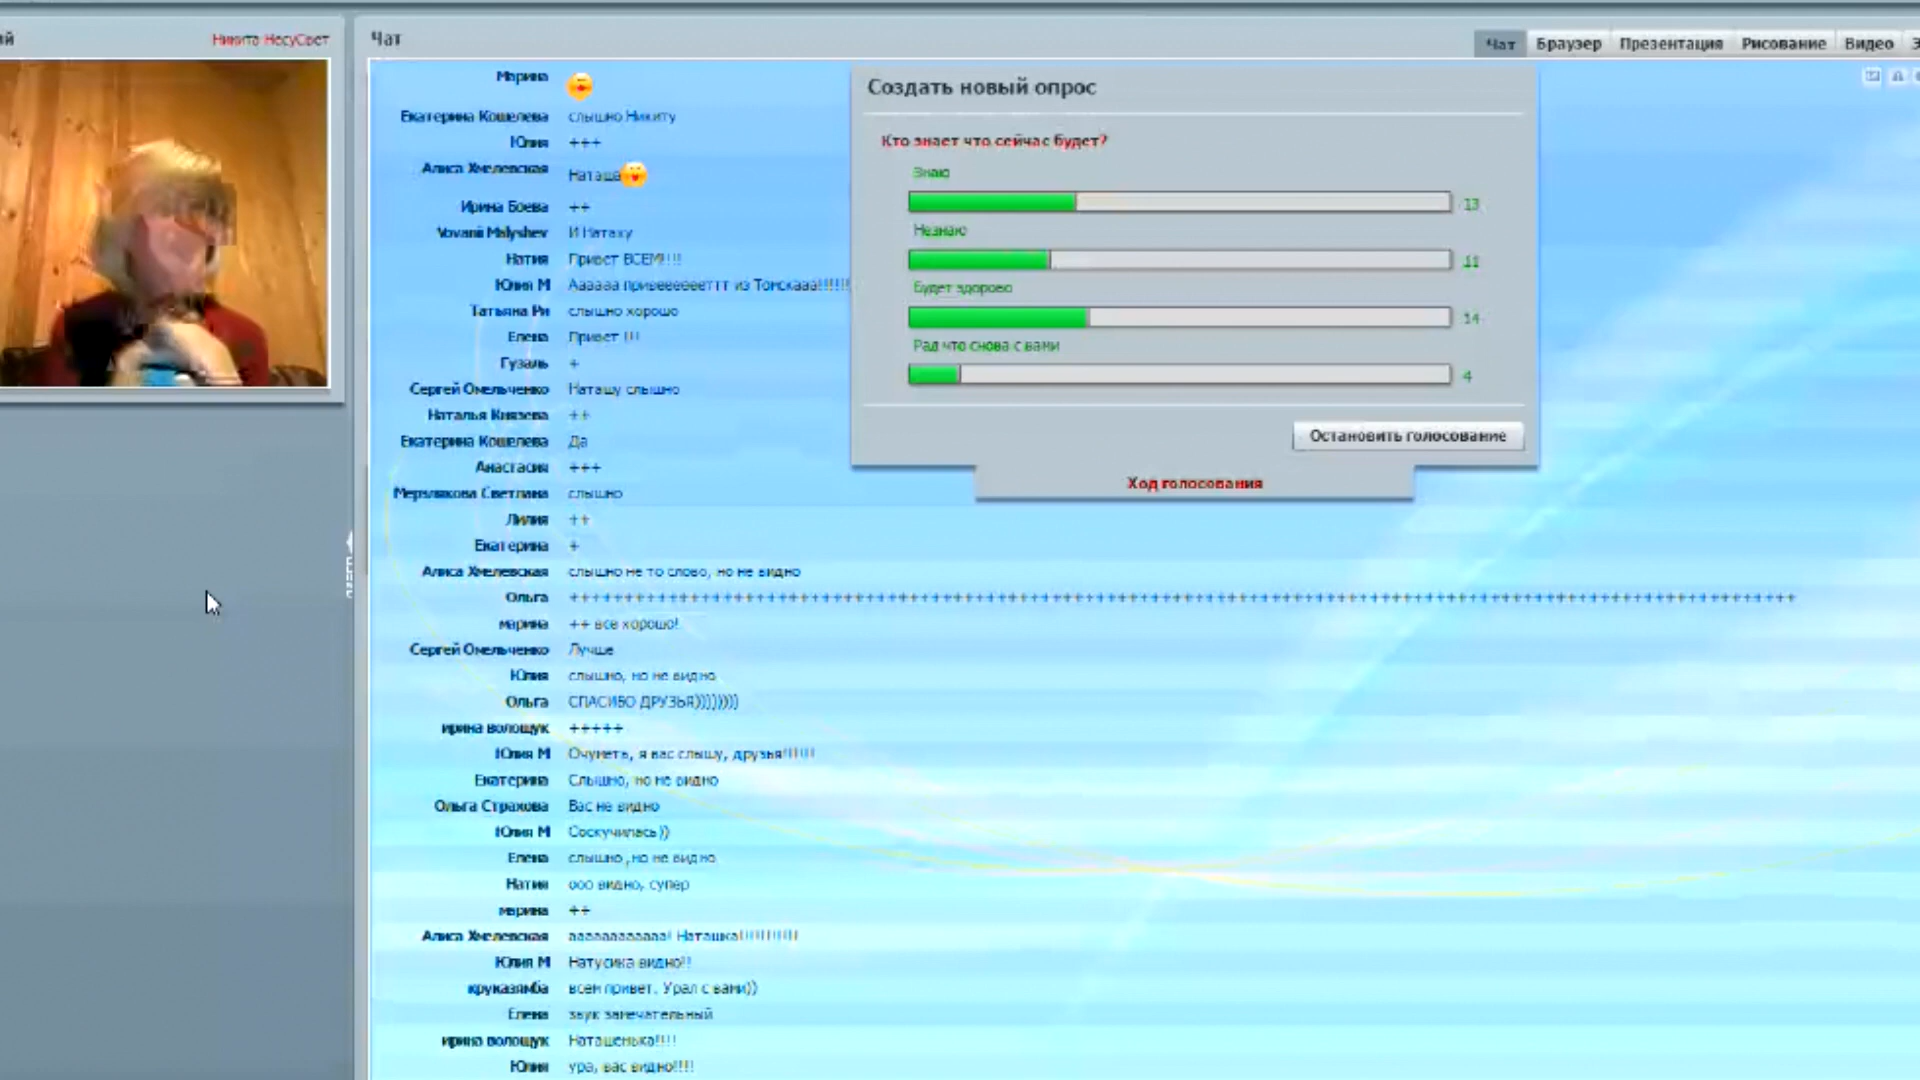 ий
Никита НесуСвет
Чат
Чат
Браузер
Презентация
Рисование
Видео
Марина
Екатерина Кошелева слышно Никиту
Юлия +++
Алиса Хмелевская Наташа
Ирина Боева ++
Vovanii Malyshev И Натаху
Натия Привет ВСЕМ!!!!
Юлия М Аааааа привееееееттт из Томскааа!!!!!!
Татьяна Ри слышно хорошо
Елена Привет !!!
Гузаль +
Сергей Омельченко Наташу слышно
Наталья Князева ++
Екатерина Кошелева Да
Анастасия +++
Мерзлякова Светлана слышно
Лилия ++
Екатерина +
Алиса Хмелевская слышно не то слово, но не видно
Ольга
марина ++ все хорошо!
Сергей Омельченко Лучше
Юлия слышно, но не видно
Ольга СПАСИБО ДРУЗЬЯ))))))))
ирина волощук +++++
Юлия М Очуметь, я вас слышу, друзья!!!!!!
Екатерина Слышно, но не видно
Ольга Страхова Вас не видно
Юлия М Соскучилась))
Елена слышно ,но не видно
Натия ооо видно, супер
марина ++
Алиса Хмелевская аааааааааааа! Наташка!!!!!!!!!!!
Юлия М Натусика видно!!
круказямба всем привет. Урал с вами))
Елена звук замечательный
ирина волощук Наташенька!!!!
Юлия ура, вас видно!!!!
Создать новый опрос
Кто знает что сейчас будет?
Знаю
13
Незнаю
11
Будет здорово
14
Рад что снова с вами
4
Остановить голосование
Ход голосования